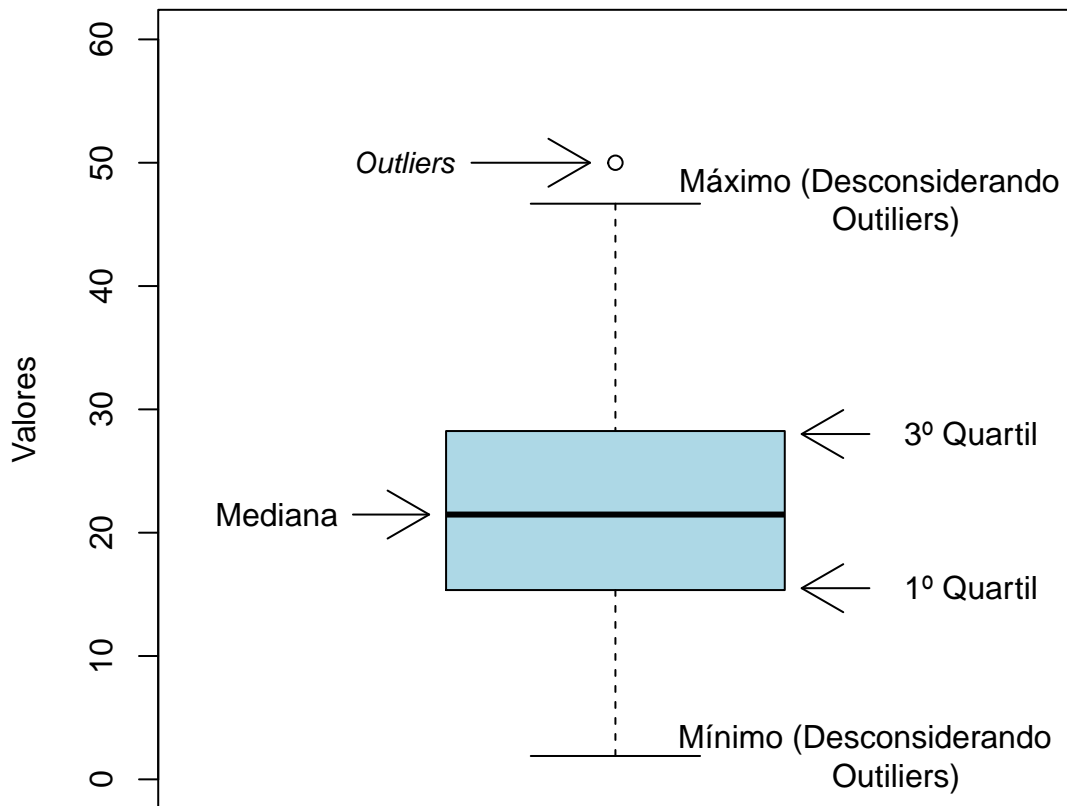 60
50
40
30
20
10
0
Valores
Outliers
Máximo (Desconsiderando
Outiliers)
3º Quartil
Mediana
1º Quartil
Mínimo (Desconsiderando
Outiliers)